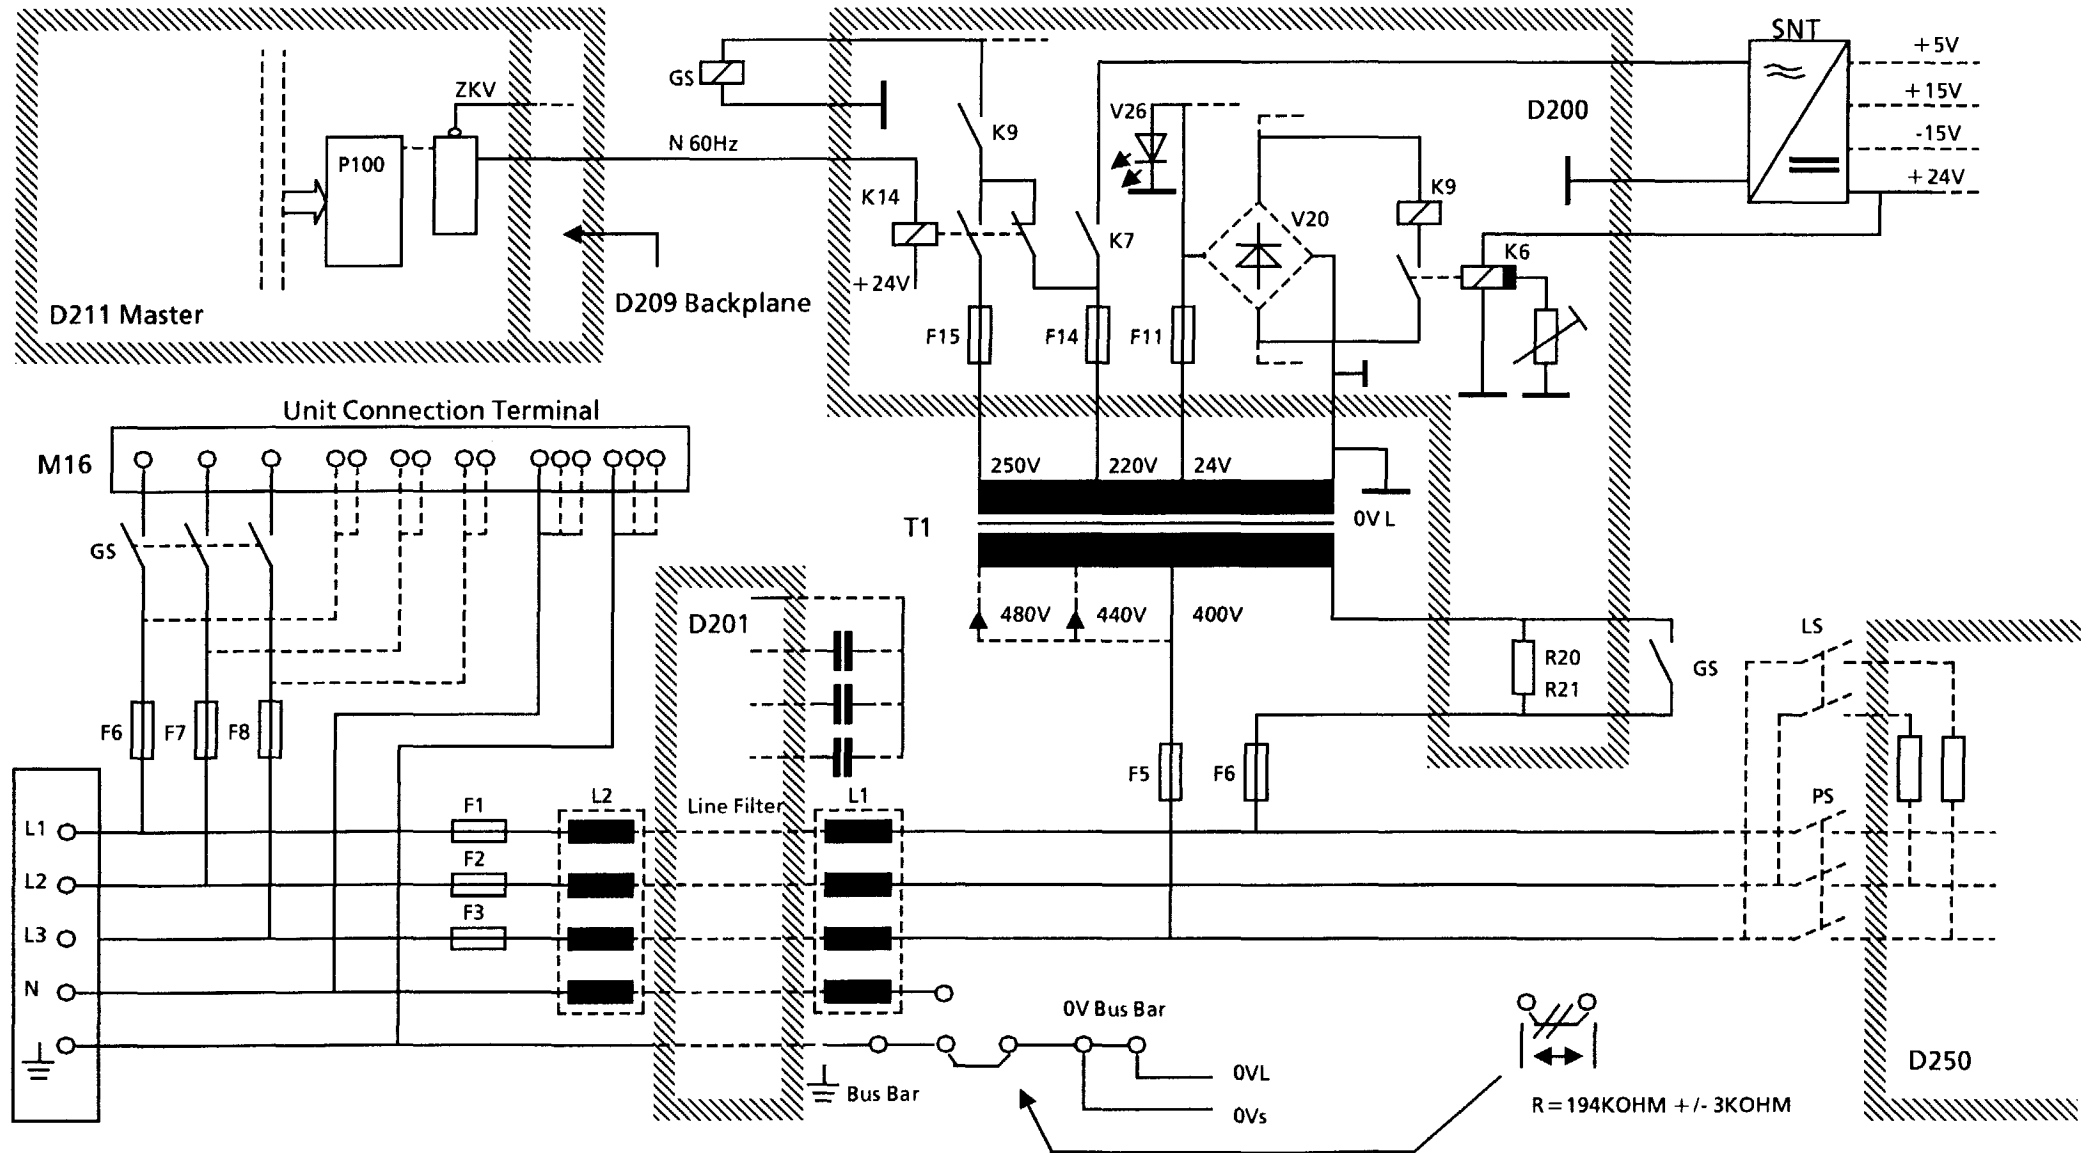 SNT
+5V
+15V
-15V
+24V
D200
GS
ZKV
N 60Hz
P100
K14
+24V
K9
K7
V26
V20
K9
K6
D211 Master
D209 Backplane
F15
F14
F11
Unit Connection Terminal
M16
250V
220V
24V
0V L
T1
GS
D201
480V
440V
400V
R20
R21
GS
LS
F6
F7
F8
F5
F6
PS
L1
F1
L2
Line Filter
L1
L2
F2
L3
F3
N
0V Bus Bar
Bus Bar
0VL
0Vs
R=194KOHM +/- 3KOHM
D250